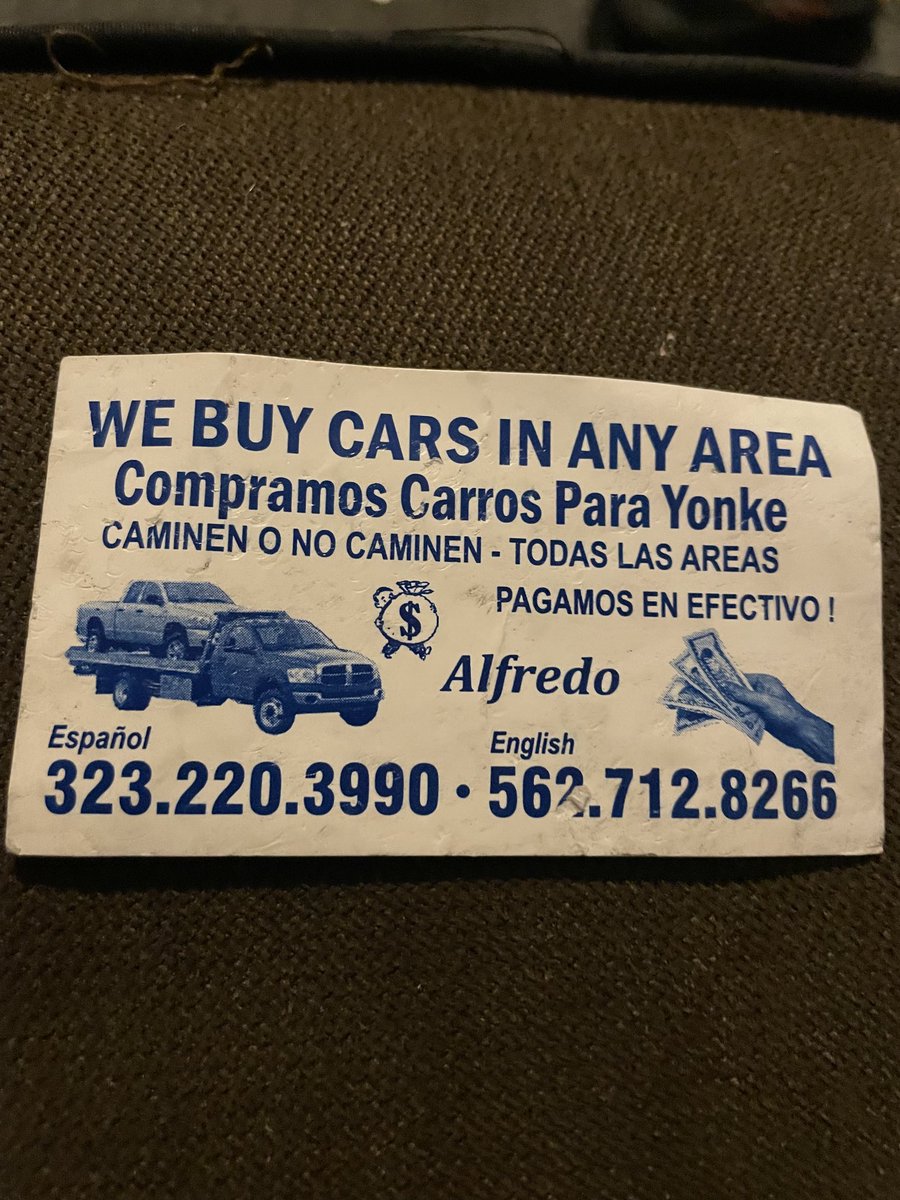 WE BUY CARS IN ANY AREA
Compramos Carros Para Yonke
CAMINEN O NO CAMINEN - TODAS LAS AREAS
PAGAMOS EN EFECTIVO !
$
Alfredo
Español English
323.220.3990 • 562.712.8266